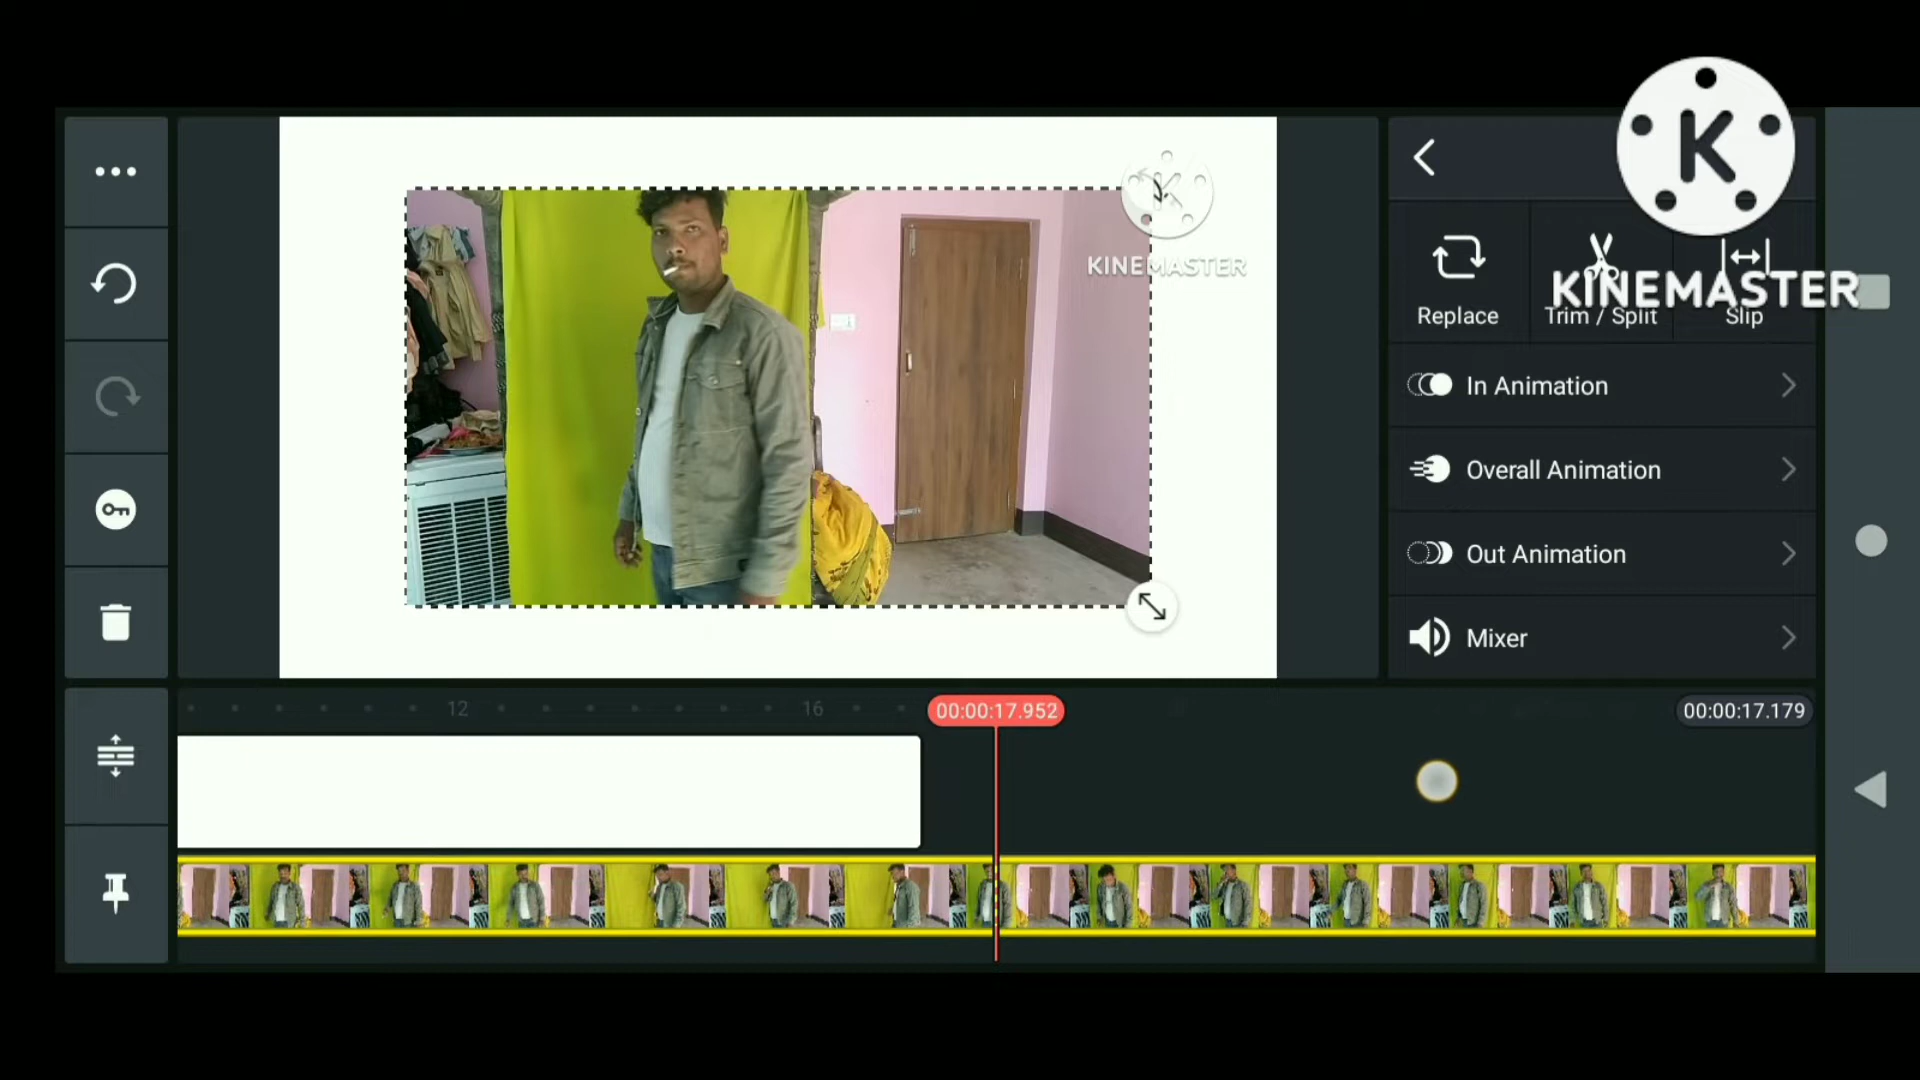 K
KINEMASTER
K
KINEMASTER
Replace
Trim / Split
Slip
In Animation
Overall Animation
Out Animation
Mixer
12
16
00:00:17.952
00:00:17.179